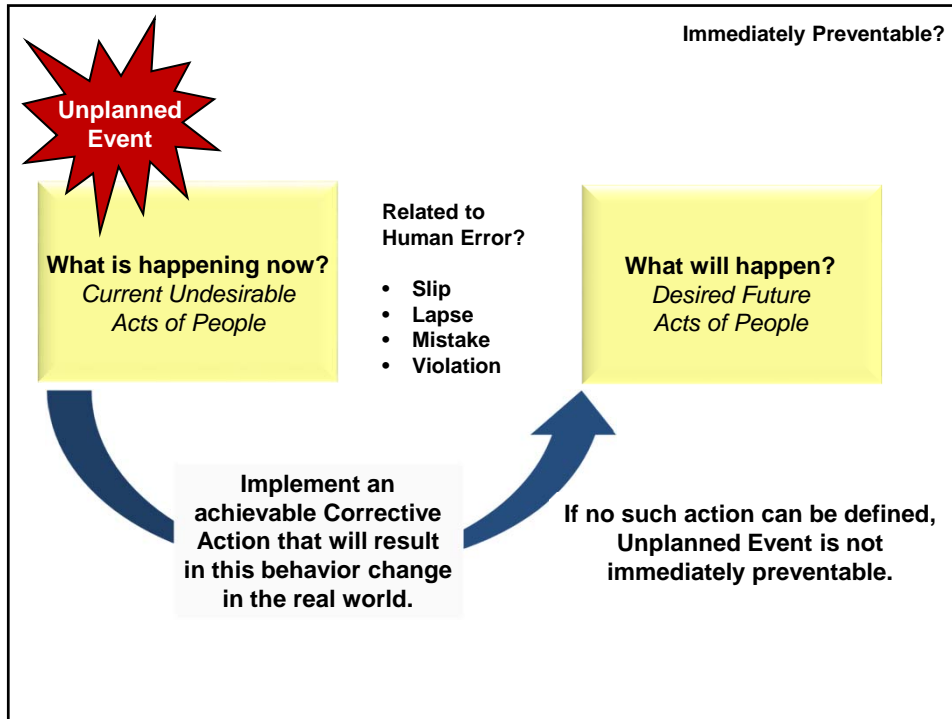 Immediately Preventable?
Unplanned
Event
What is happening now?
Current Undesirable
Acts of People
Related to
Human Error?
• Slip
• Lapse
• Mistake
• Violation
What will happen?
Desired Future
Acts of People
Implement an
achievable Corrective
Action that will result
in this behavior change
in the real world.
If no such action can be defined,
Unplanned Event is not
immediately preventable.